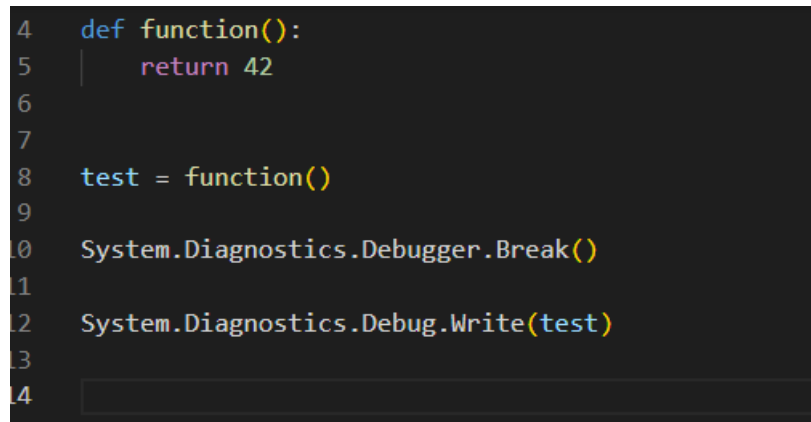 4 def function():
5     return 42
6
7
8 test = function()
9
10 System.Diagnostics.Debugger.Break()
11
12 System.Diagnostics.Debug.Write(test)
13
14